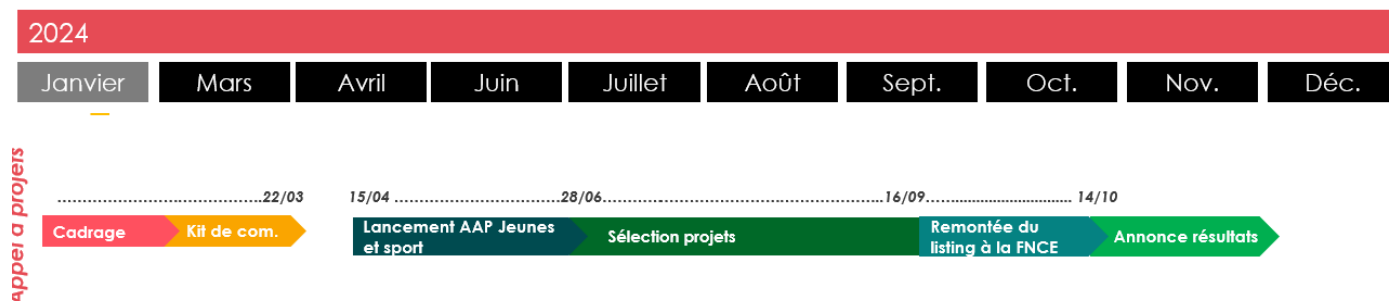 2024
Janvier Mars Avril Juin Juillet Août Sept. Oct. Nov. Déc.
Appel à projets
........................................22/03 15/04 ................................28/06......................................................16/09............................... 14/10
Cadrage Kit de com. Lancement AAP Jeunes
et sport
Sélection projets
Remontée du
listing à la FNCE
Annonce résultats